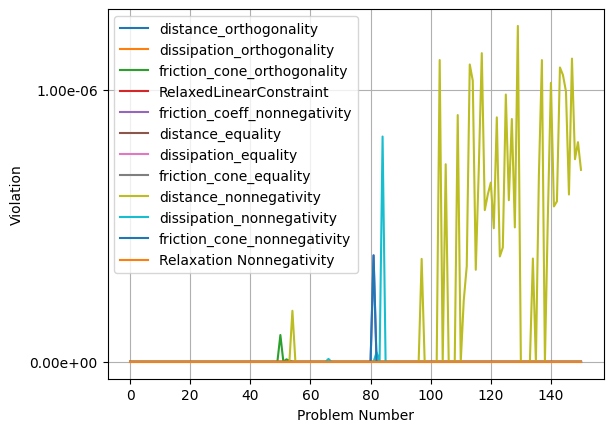 distance_orthogonality
dissipation_orthogonality
friction_cone_orthogonality
RelaxedLinearConstraint
friction_coeff_nonnegativity
distance_equality
dissipation_equality
friction_cone_equality
distance_nonnegativity
dissipation_nonnegativity
friction_cone_nonnegativity
Relaxation Nonnegativity
1.00e-06
0.00e+00
Violation
0 20 40 60 80 100 120 140
Problem Number